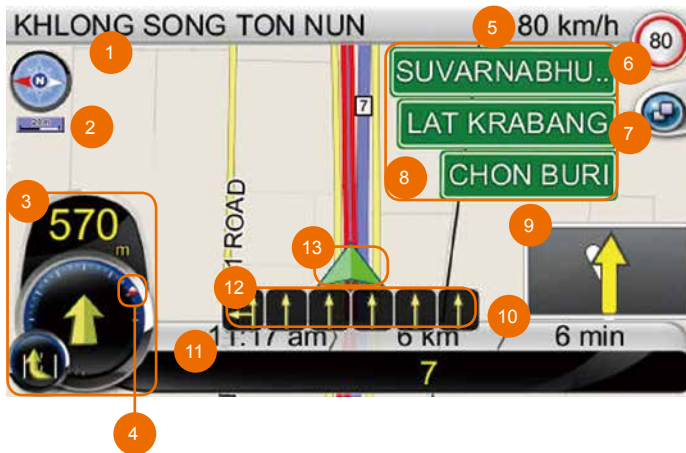 KHLONG SONG TON NUN
5
80 km/h
80
1
6
N
SUVARNABHU..
7
2
LAT KRABANG
7
8
CHON BURI
3
9
570
m
ROAD
13
12
10
11
11:17 am
6 km
6 min
7
4